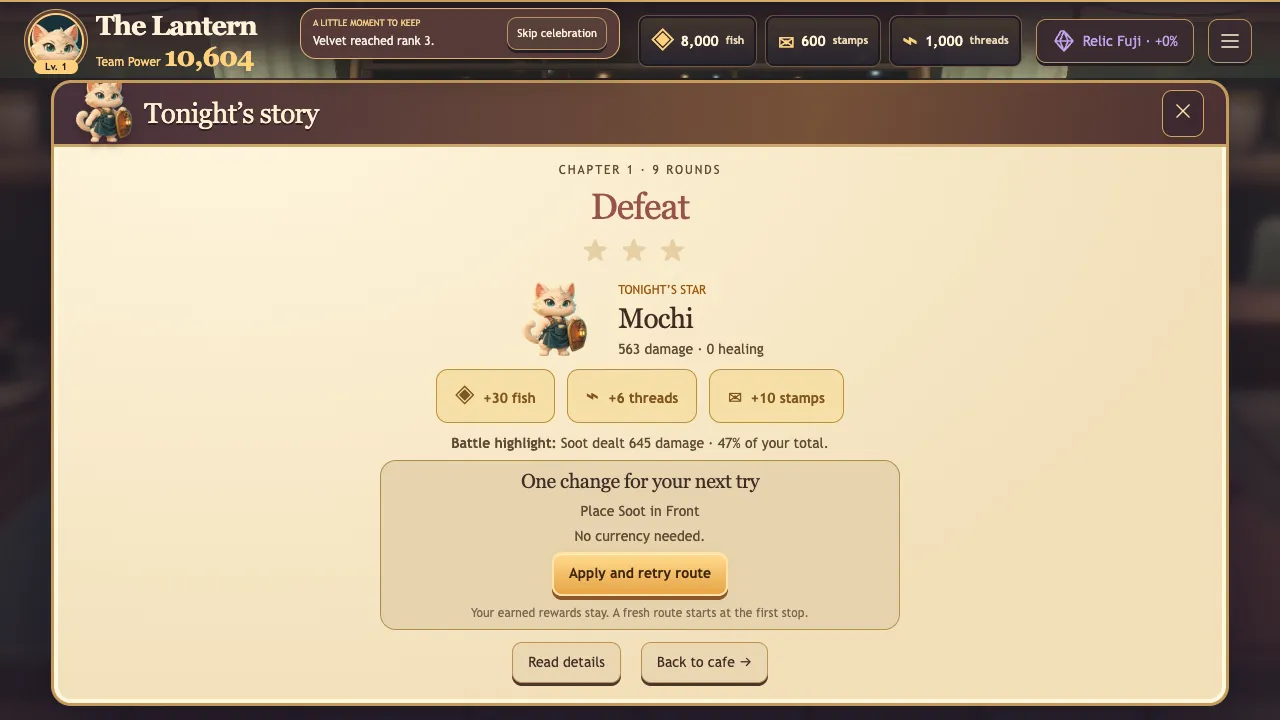 The Lantern
Team Power 10,604
Lv. 1
A LITTLE MOMENT TO KEEP
Velvet reached rank 3.
Skip celebration
8,000 fish
600 stamps
1,000 threads
Relic Fuji · +0%
Tonight's story
CHAPTER 1 · 9 ROUNDS
Defeat
TONIGHT'S STAR
Mochi
563 damage · 0 healing
+30 fish
+6 threads
+10 stamps
Battle highlight: Soot dealt 645 damage · 47% of your total.
One change for your next try
Place Soot in Front
No currency needed.
Apply and retry route
Your earned rewards stay. A fresh route starts at the first stop.
Read details
Back to cafe →